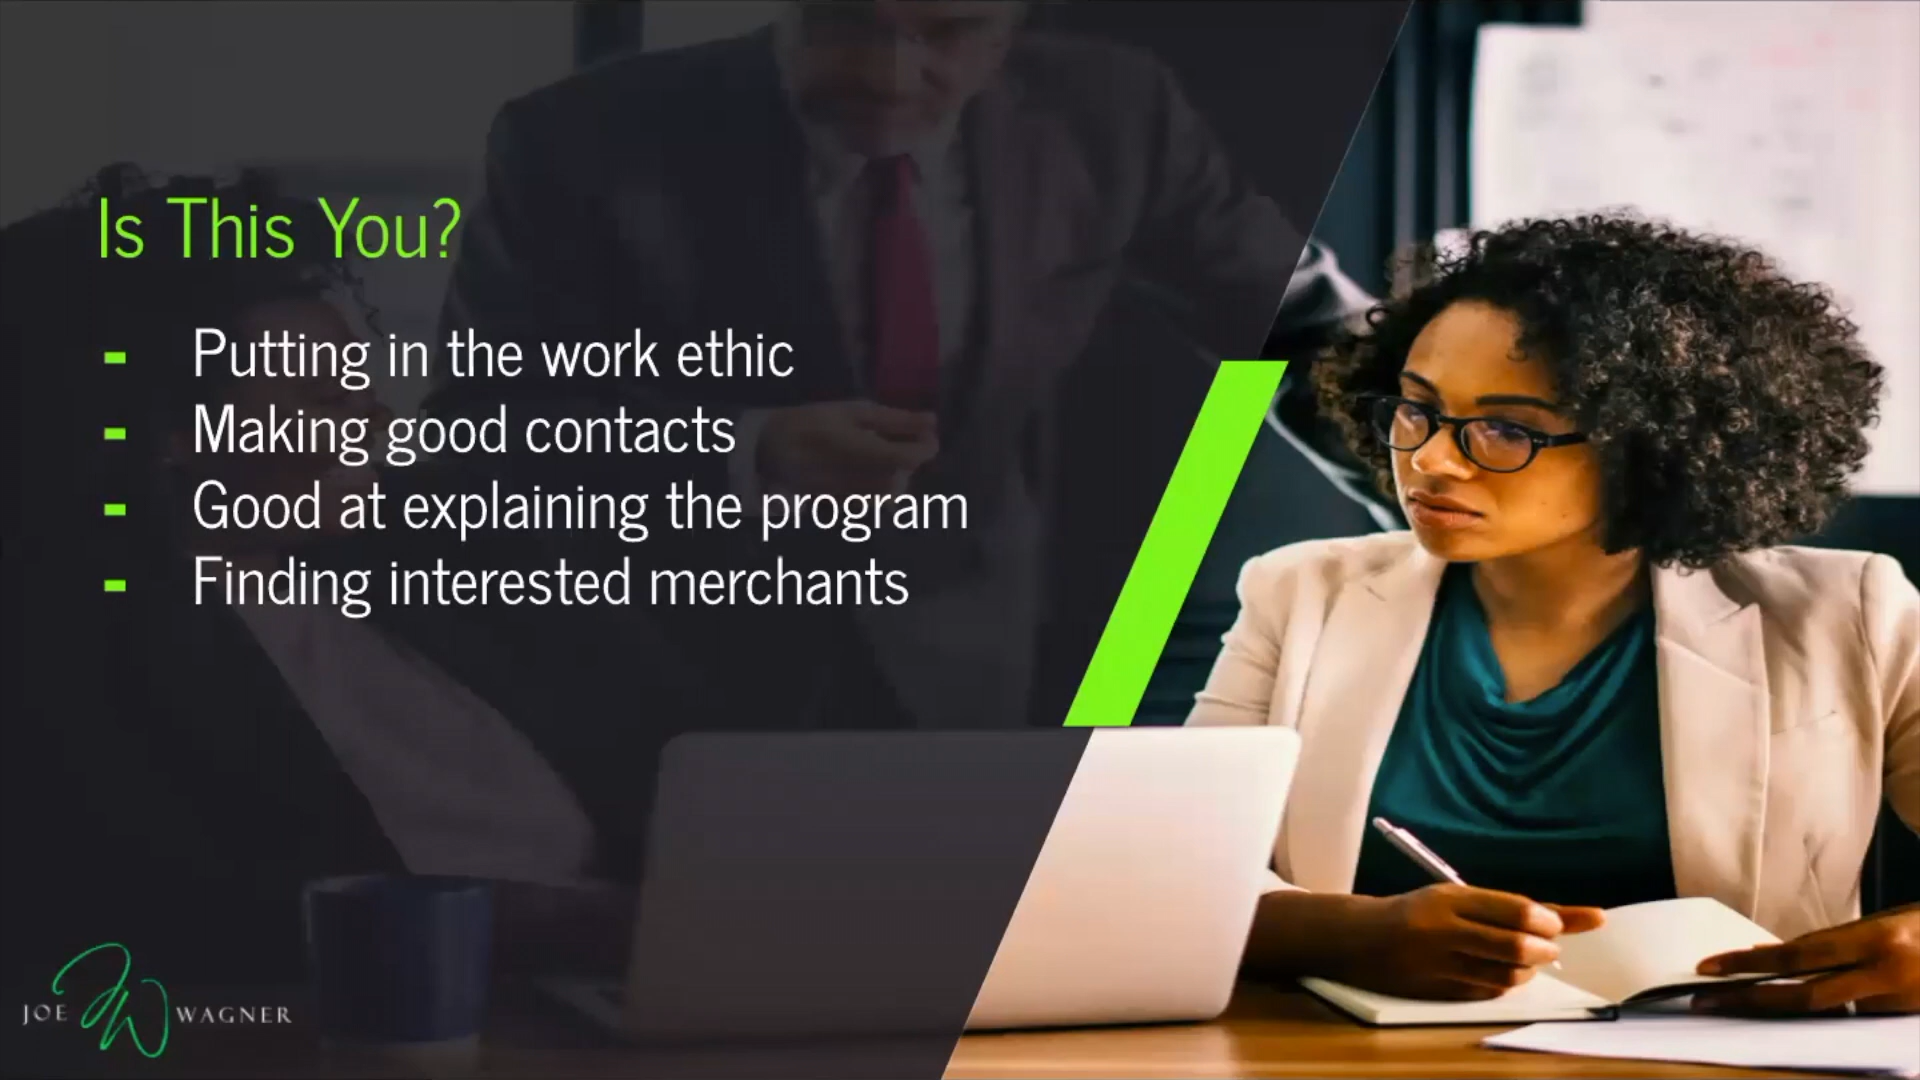 Is This You?
- Putting in the work ethic
- Making good contacts
- Good at explaining the program
- Finding interested merchants
JOE JW WAGNER